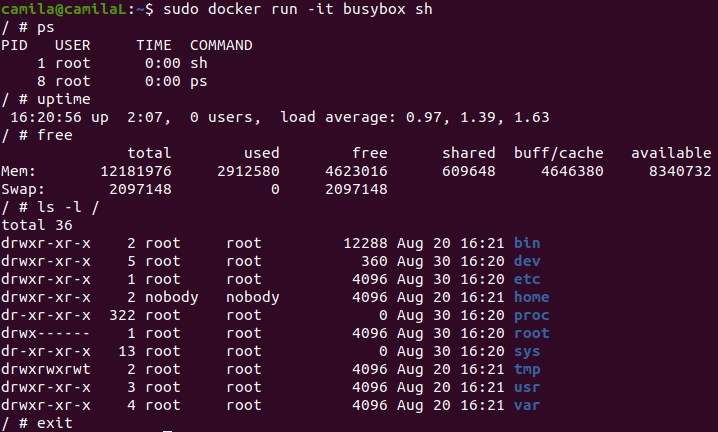 camila@camilaL:~$ sudo docker run -it busybox sh
/ # ps
PID   USER     TIME  COMMAND
    1 root      0:00 sh
    8 root      0:00 ps
/ # uptime
 16:20:56 up  2:07,  0 users,  load average: 0.97, 1.39, 1.63
/ # free
              total        used        free      shared  buff/cache   available
Mem:       12181976     2912580     4623016      609648     4646380     8340732
Swap:       2097148           0     2097148
/ # ls -l /
total 36
drwxr-xr-x    2 root     root         12288 Aug 20 16:21 bin
drwxr-xr-x    5 root     root           360 Aug 30 16:20 dev
drwxr-xr-x    1 root     root          4096 Aug 30 16:20 etc
drwxr-xr-x    2 nobody   nobody        4096 Aug 20 16:21 home
dr-xr-xr-x  322 root     root             0 Aug 30 16:20 proc
drwx------    1 root     root          4096 Aug 30 16:20 root
dr-xr-xr-x   13 root     root             0 Aug 30 16:20 sys
drwxrwxrwt    2 root     root          4096 Aug 20 16:21 tmp
drwxr-xr-x    3 root     root          4096 Aug 20 16:21 usr
drwxr-xr-x    4 root     root          4096 Aug 20 16:21 var
/ # exit